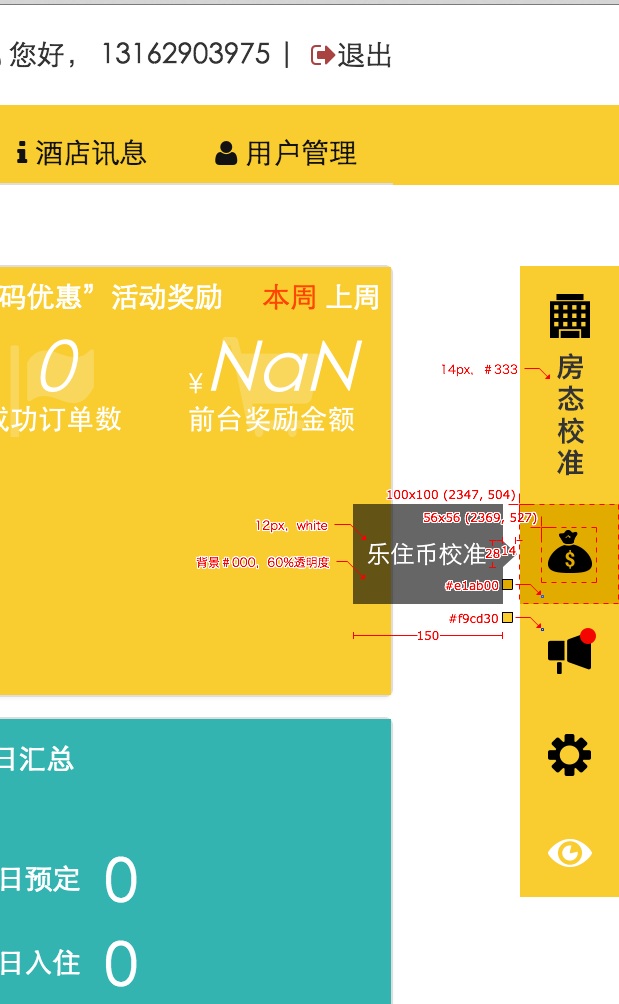 您好， 13162903975 | 退出
酒店讯息 用户管理
码优惠”活动奖励 本周 上周
0 ¥NaN
成功订单数 前台奖励金额
14px、#333
房态校准
100x100 (2347, 504)
56x56 (2369, 527)
12px、white
乐住币校准
28
14
背景#000，60%透明度
#e1ab00
#f9cd30
150
日汇总
日预定 0
日入住 0